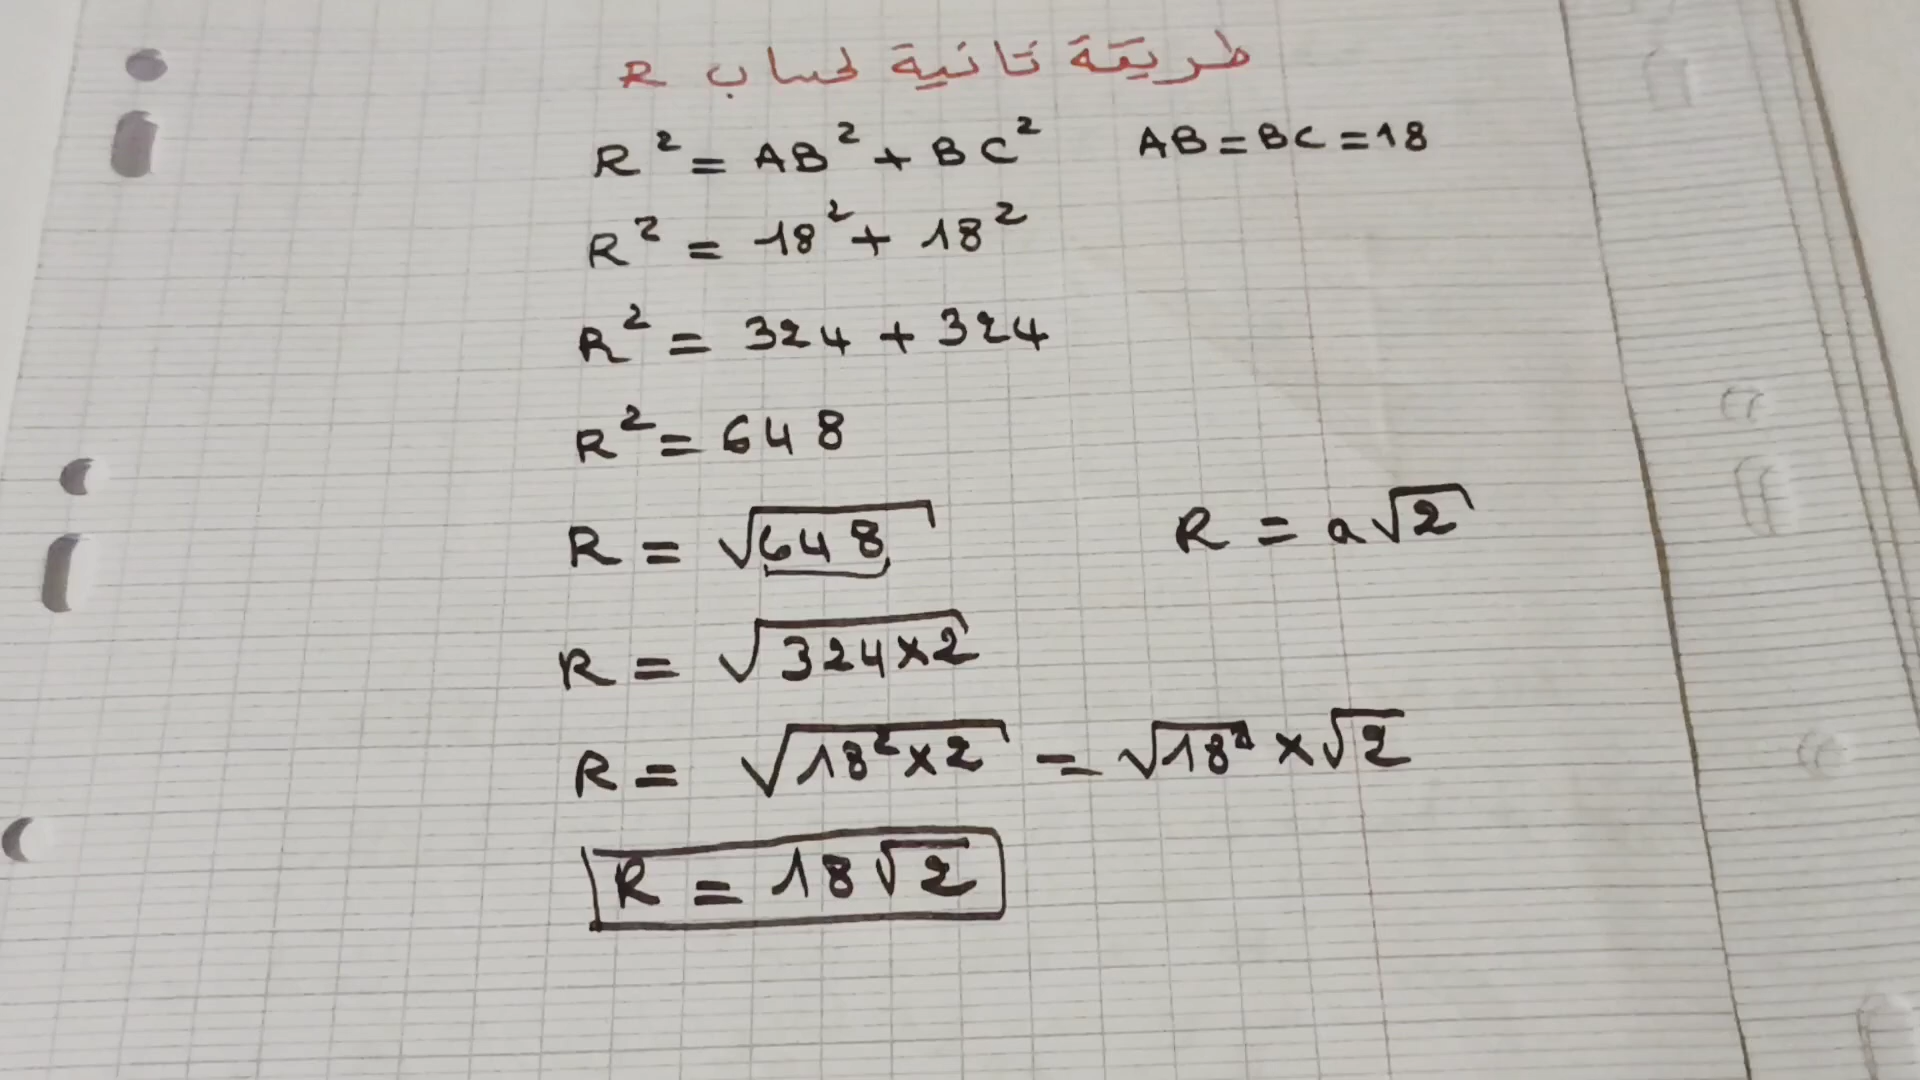 طريقة تانية لحساب R
R² = AB² + BC² AB = BC = 18
R² = 18² + 18²
R² = 324 + 324
R² = 648
R = √648 R = a√2
R = √324×2
R = √18²×2 = √18² × √2
R = 18√2